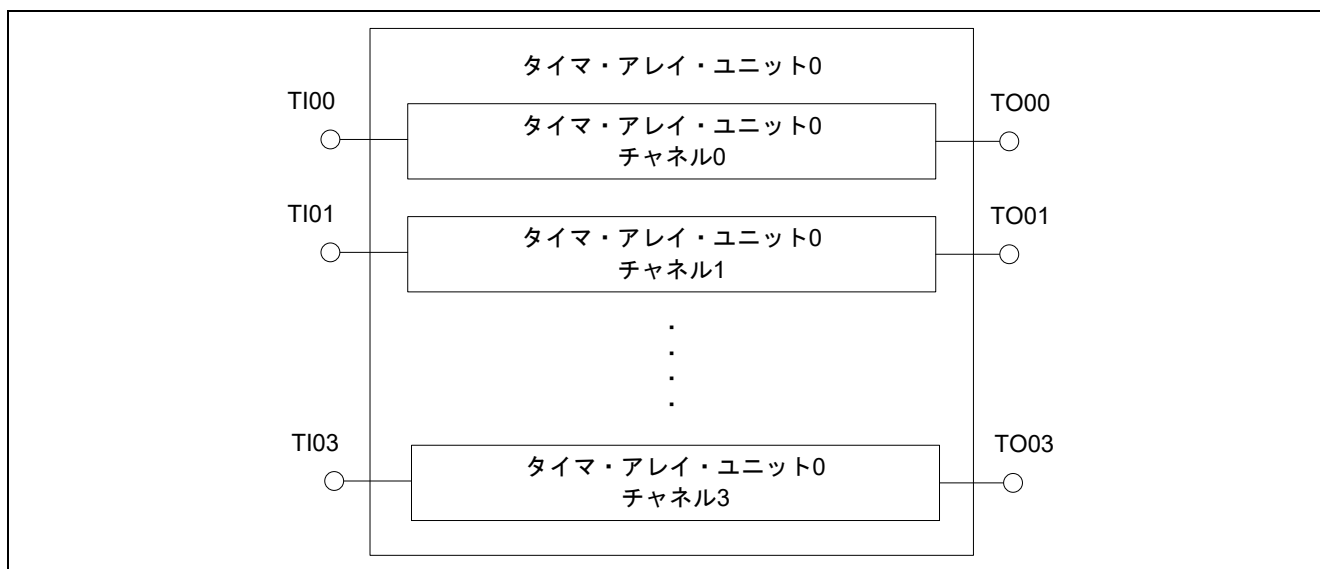 タイマ・アレイ・ユニット0
TI00
TO00
タイマ・アレイ・ユニット0
チャネル0
TI01
TO01
タイマ・アレイ・ユニット0
チャネル1
・
・
・
・
TI03
TO03
タイマ・アレイ・ユニット0
チャネル3